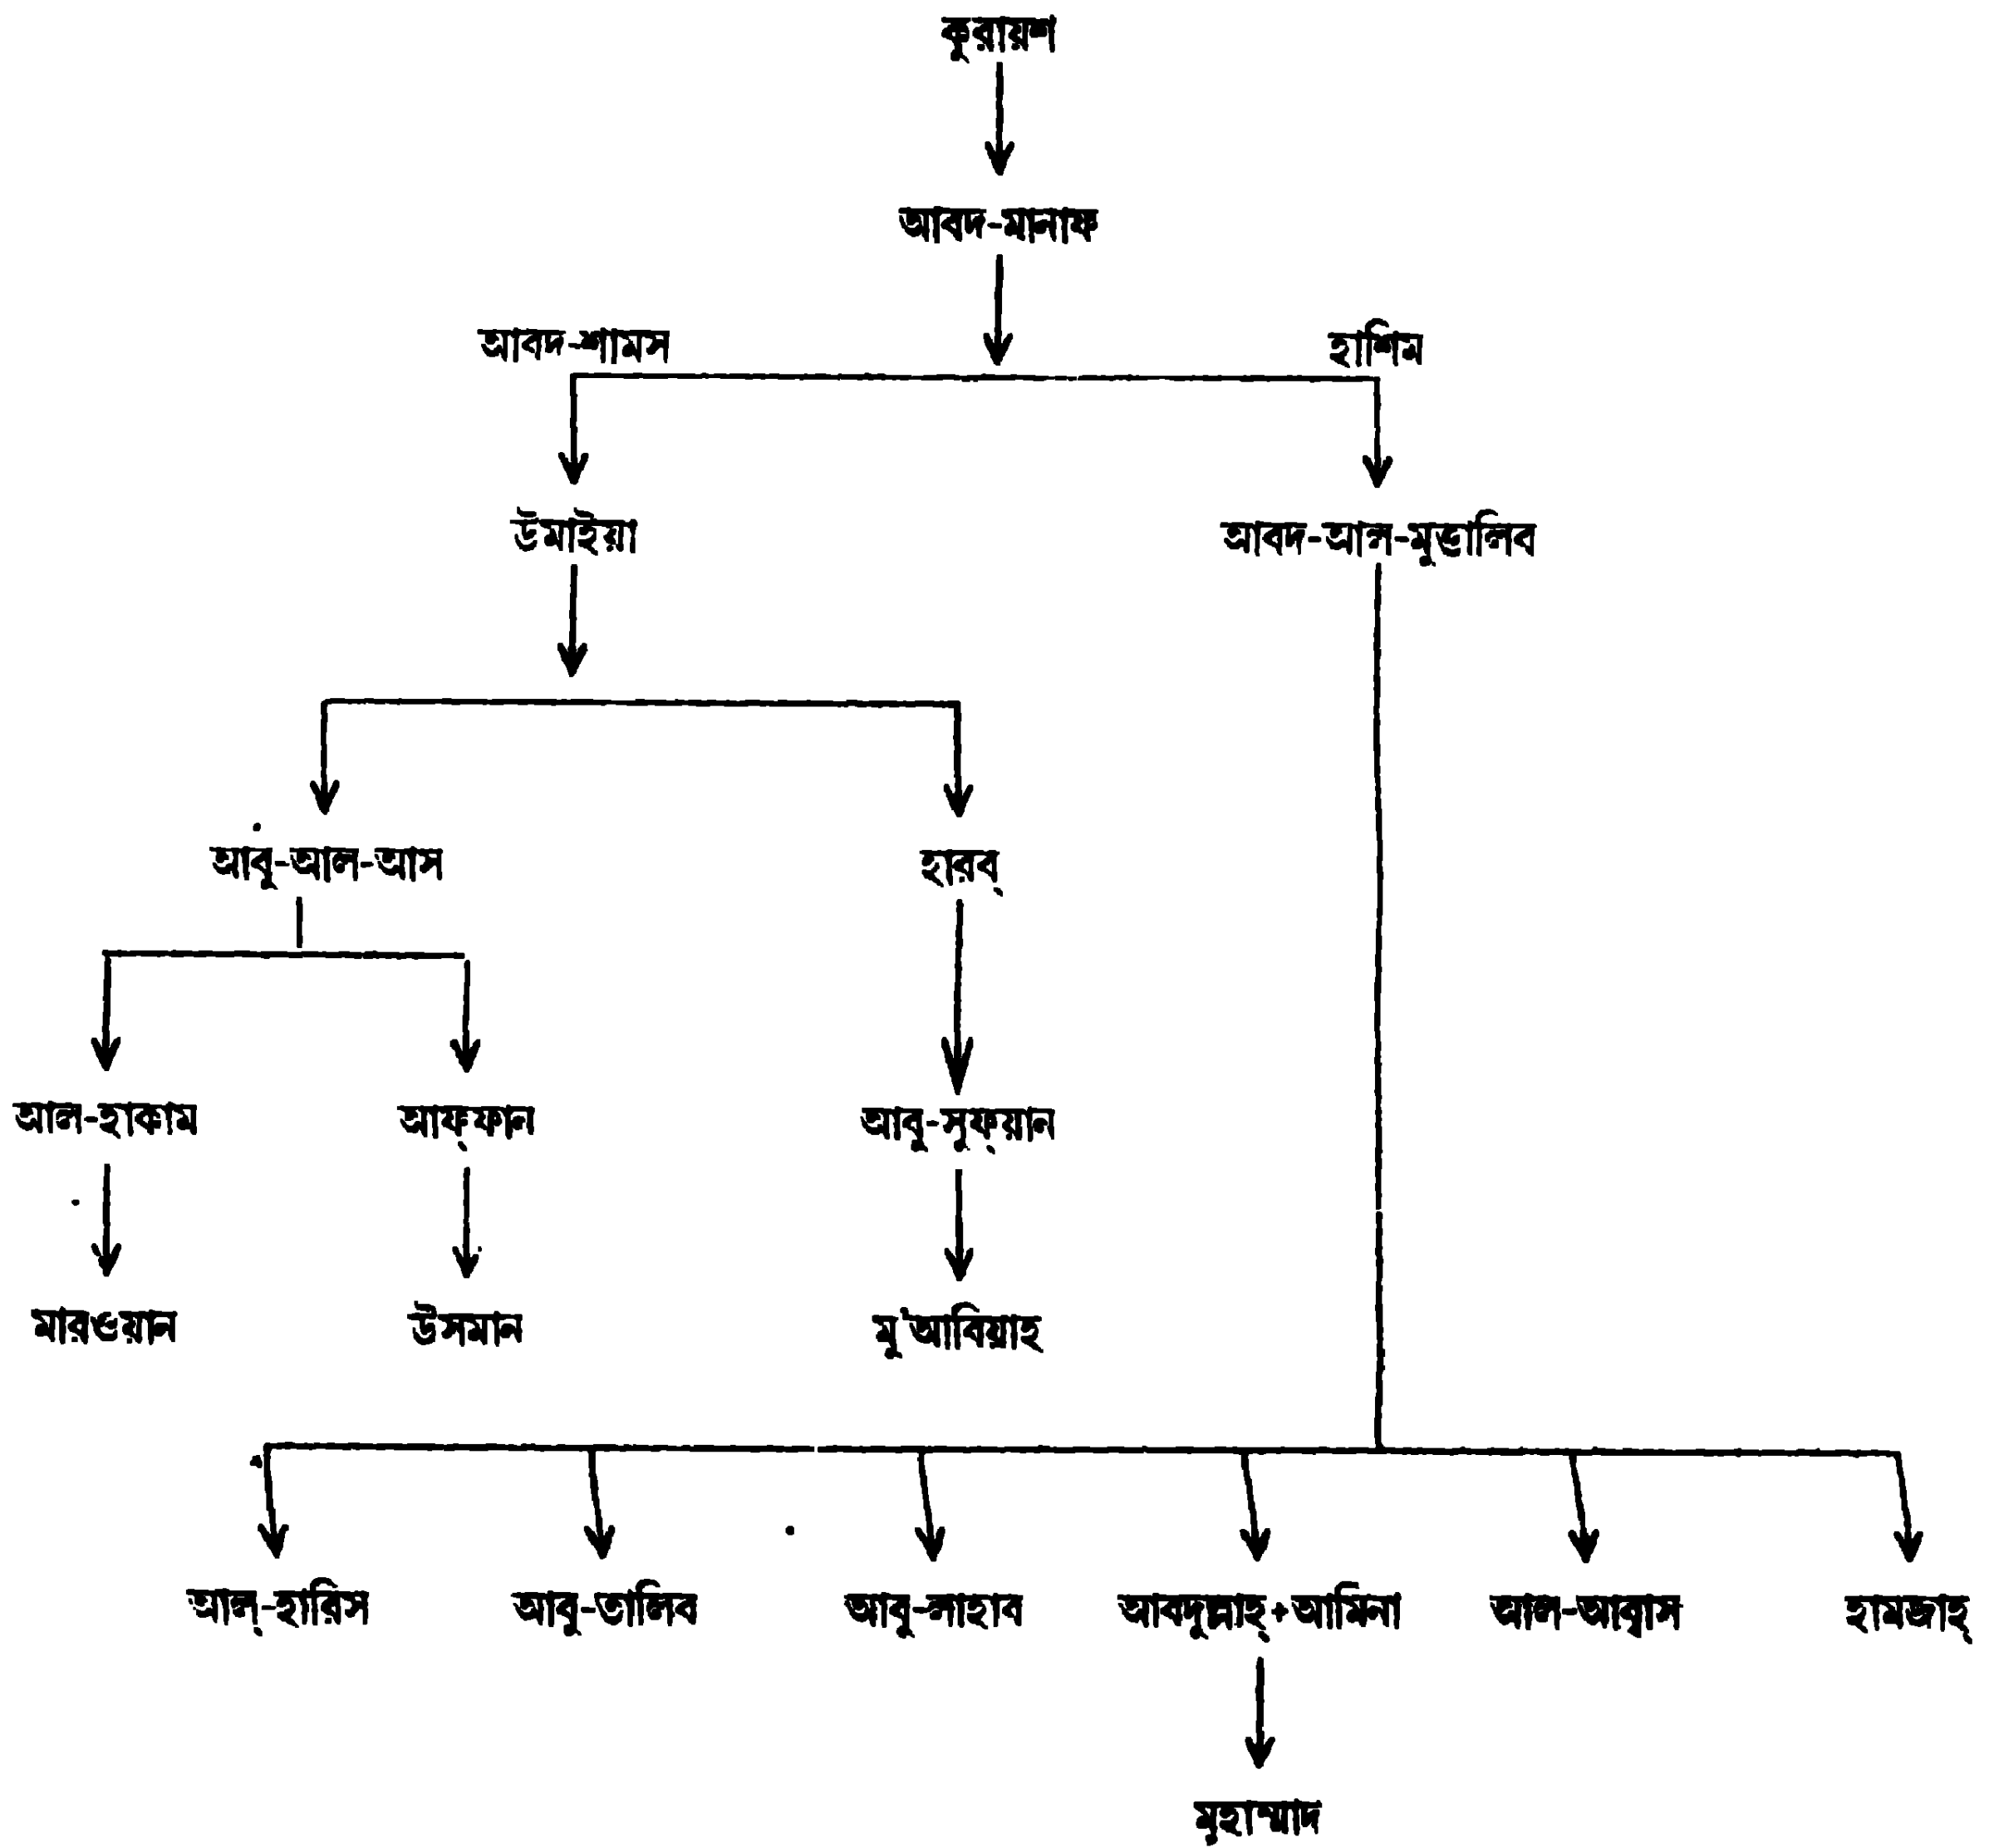 কুরায়শ
আবদ-মানাফ
আবদ-শামস হাশিম
উমাইয়া আবদ-আল-মুত্তালিব
আবু-আল-আস হারব্
আল-হাকাম আফ্ফান আবু-সুফ্য়ান
মারওয়ান উসমান মু'আবিয়াহ
আল্-হারিস আবু-তালিব আবু-লাহাব আবদুল্লাহ্+আমিনা আল-আব্বাস হামজাহ্
মুহাম্মাদ